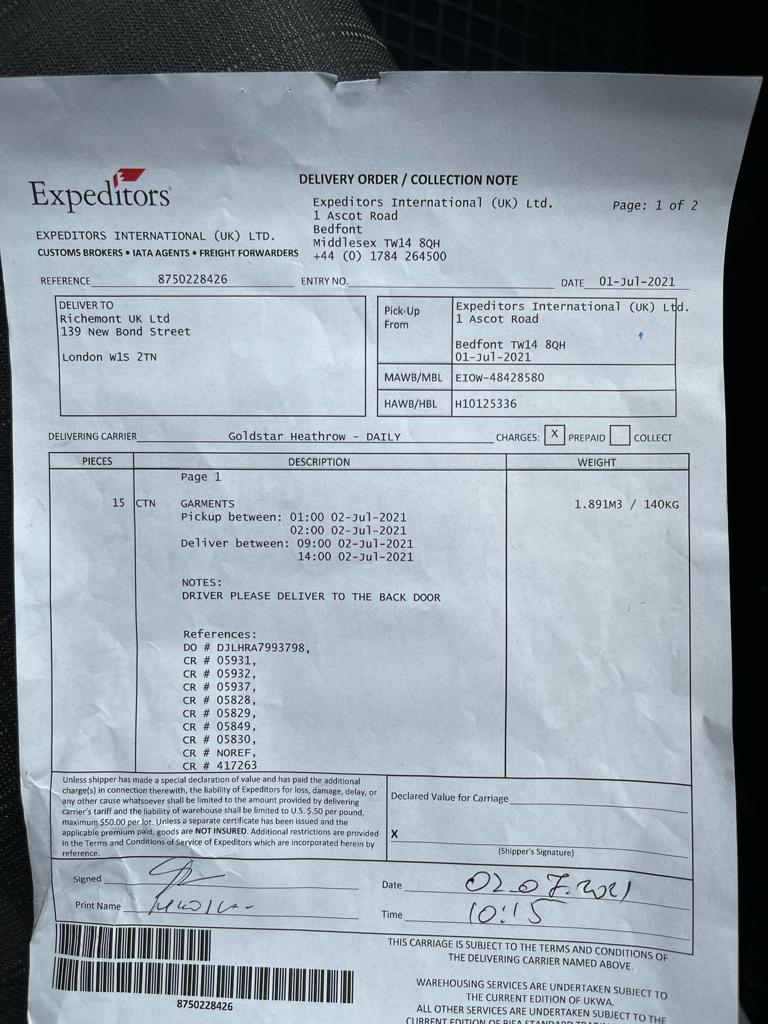 Expeditors
DELIVERY ORDER / COLLECTION NOTE
Expeditors International (UK) Ltd.
Page: 1 of 2
1 Ascot Road
Bedfont
Middlesex TW14 8QH
+44 (0) 1784 264500
EXPEDITORS INTERNATIONAL (UK) LTD.
CUSTOMS BROKERS • IATA AGENTS • FREIGHT FORWARDERS
REFERENCE 8750228426 ENTRY NO. DATE 01-Jul-2021
DELIVER TO
Richemont UK Ltd
139 New Bond Street
London W1S 2TN
Pick-Up From
Expeditors International (UK) Ltd.
1 Ascot Road
Bedfont TW14 8QH
01-Jul-2021
MAWB/MBL EIOW-48428580
HAWB/HBL H10125336
DELIVERING CARRIER Goldstar Heathrow - DAILY CHARGES: X PREPAID COLLECT
PIECES DESCRIPTION WEIGHT
Page 1
15 CTN GARMENTS 1.891M3 / 140KG
Pickup between: 01:00 02-Jul-2021
02:00 02-Jul-2021
Deliver between: 09:00 02-Jul-2021
14:00 02-Jul-2021
NOTES:
DRIVER PLEASE DELIVER TO THE BACK DOOR
References:
DO # DJLHRA7993798,
CR # 05931,
CR # 05932,
CR # 05937,
CR # 05828,
CR # 05829,
CR # 05849,
CR # 05830,
CR # NOREF,
CR # 417263
Unless shipper has made a special declaration of value and has paid the additional
charge(s) in connection therewith, the liability of Expeditors for loss, damage, delay, or
any other cause whatsoever shall be limited to the amount provided by delivering
carrier's tariff and the liability of warehouse shall be limited to U.S. $.50 per pound,
maximum $50.00 per lot. Unless a separate certificate has been issued and the
applicable premium paid, goods are NOT INSURED. Additional restrictions are provided
in the Terms and Conditions of Service of Expeditors which are incorporated herein by
reference.
Declared Value for Carriage
X
(Shipper's Signature)
Signed
Print Name
Date 02.07.2021
Time 10:15
8750228426
THIS CARRIAGE IS SUBJECT TO THE TERMS AND CONDITIONS OF
THE DELIVERING CARRIER NAMED ABOVE.
WAREHOUSING SERVICES ARE UNDERTAKEN SUBJECT TO
THE CURRENT EDITION OF UKWA.
ALL OTHER SERVICES ARE UNDERTAKEN SUBJECT TO THE
CURRENT EDITION OF BIFA STANDARD